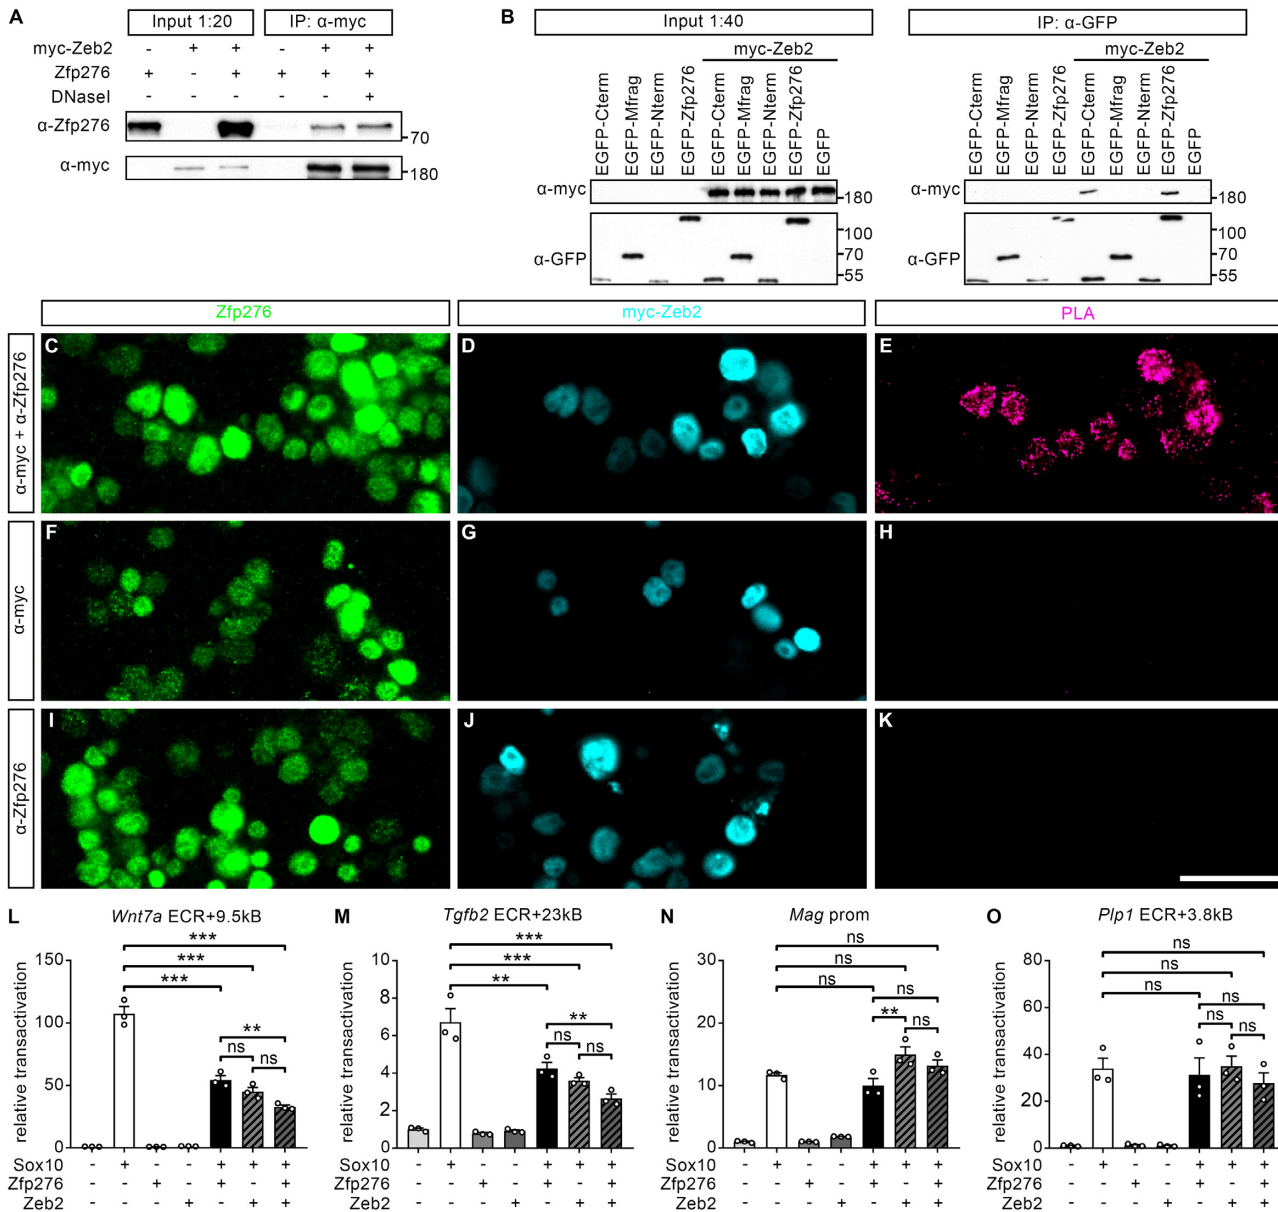 A
Input 1:20
IP: α-myc
myc-Zeb2 - + + - + +
Zfp276 + - + + + +
DNaseI - - - - - +
α-Zfp276
70
α-myc
180
B
Input 1:40
IP: α-GFP
myc-Zeb2
myc-Zeb2
EGFP-Cterm
EGFP-Mfrag
EGFP-Nterm
EGFP-Zfp276
EGFP-Cterm
EGFP-Mfrag
EGFP-Nterm
EGFP-Zfp276
EGFP
EGFP-Cterm
EGFP-Mfrag
EGFP-Nterm
EGFP-Zfp276
EGFP-Cterm
EGFP-Mfrag
EGFP-Nterm
EGFP-Zfp276
EGFP
α-myc
180
α-myc
180
α-GFP
100
70
55
α-GFP
100
70
55
Zfp276
myc-Zeb2
PLA
α-myc + α-Zfp276
C
D
E
α-myc
F
G
H
α-Zfp276
I
J
K
L
Wnt7a ECR+9.5kB
relative transactivation
150
100
50
0
***
***
***
**
ns
ns
Sox10 - + - - + + +
Zfp276 - - + - + - +
Zeb2 - - - + - + +
M
Tgfb2 ECR+23kB
relative transactivation
10
8
6
4
2
0
***
***
**
**
ns
ns
Sox10 - + - - + + +
Zfp276 - - + - + - +
Zeb2 - - - + - + +
N
Mag prom
relative transactivation
30
20
10
0
ns
ns
ns
ns
**
ns
Sox10 - + - - + + +
Zfp276 - - + - + - +
Zeb2 - - - + - + +
O
Plp1 ECR+3.8kB
relative transactivation
80
60
40
20
0
ns
ns
ns
ns
ns
ns
Sox10 - + - - + + +
Zfp276 - - + - + - +
Zeb2 - - - + - + +